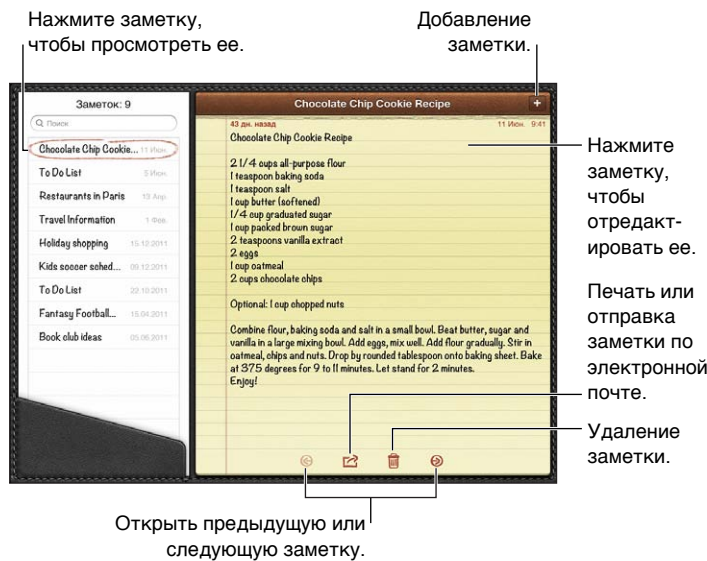 Нажмите заметку,
чтобы просмотреть ее.
Добавление
заметки.
Заметок: 9
Поиск
Chocolate Chip Cookie... 11 Июн.
To Do List 3 Июн.
Restaurants in Paris 13 Апр.
Travel Information 1 Фев.
Holiday shopping 15.12.2011
Kids soccer sched... 09.12.2011
To Do List 22.10.2011
Fantasy Football... 15.04.2011
Book club ideas 05.06.2011
Chocolate Chip Cookie Recipe
+
43 дн. назад 11 Июн. 9:41
Chocolate Chip Cookie Recipe
2 1/4 cups all-purpose flour
1 teaspoon baking soda
1 teaspoon salt
1 cup butter (softened)
1/4 cup graduated sugar
1 cup packed brown sugar
2 teaspoons vanilla extract
2 eggs
1 cup oatmeal
2 cups chocolate chips
Optional: 1 cup chopped nuts
Combine flour, baking soda and salt in a small bowl. Beat butter, sugar and
vanilla in a large mixing bowl. Add eggs, mix well. Add flour gradually. Stir in
oatmeal, chips and nuts. Drop by rounded tablespoon onto baking sheet. Bake
at 375 degrees for 9 to 11 minutes. Let stand for 2 minutes.
Enjoy!
Нажмите
заметку,
чтобы
отредакт-
ировать ее.
Печать или
отправка
заметки по
электронной
почте.
Удаление
заметки.
Открыть предыдущую или
следующую заметку.